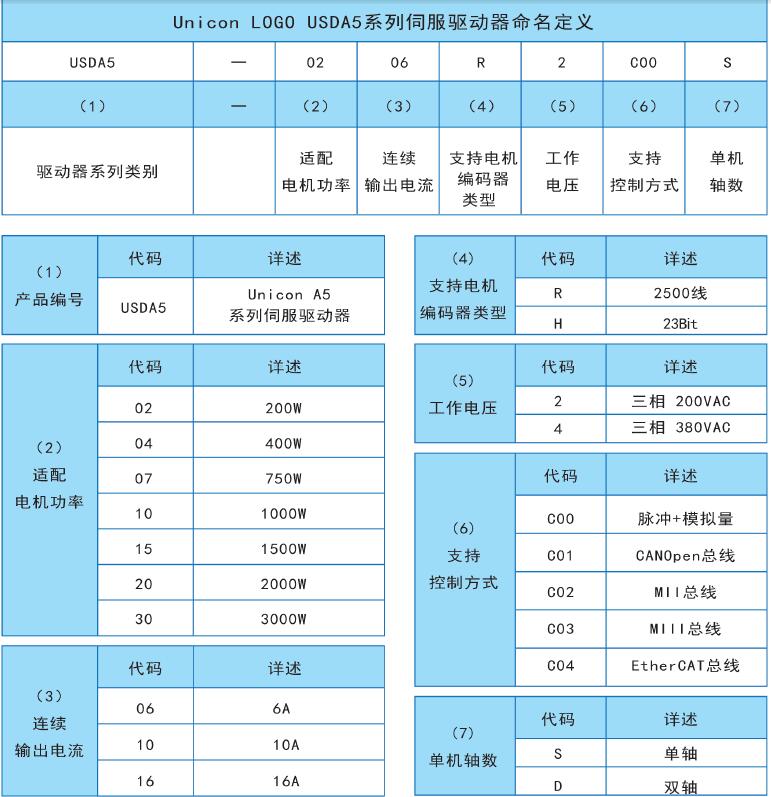 Unicon LOGO USDA5系列伺服驱动器命名定义
USDA5 — 02 06 R 2 C00 S
(1) — (2) (3) (4) (5) (6) (7)
驱动器系列类别
适配
电机功率
连续
输出电流
支持电机
编码器
类型
工作
电压
支持
控制方式
单机
轴数
(1)
产品编号
代码 详述
USDA5
Unicon A5
系列伺服驱动器
(2)
适配
电机功率
代码 详述
02 200W
04 400W
07 750W
10 1000W
15 1500W
20 2000W
30 3000W
(3)
连续
输出电流
代码 详述
06 6A
10 10A
16 16A
(4)
支持电机
编码器类型
代码 详述
R 2500线
H 23Bit
(5)
工作电压
代码 详述
2 三相 200VAC
4 三相 380VAC
(6)
支持
控制方式
代码 详述
C00 脉冲+模拟量
C01 CANOpen总线
C02 MII总线
C03 MIII总线
C04 EtherCAT总线
(7)
单机轴数
代码 详述
S 单轴
D 双轴